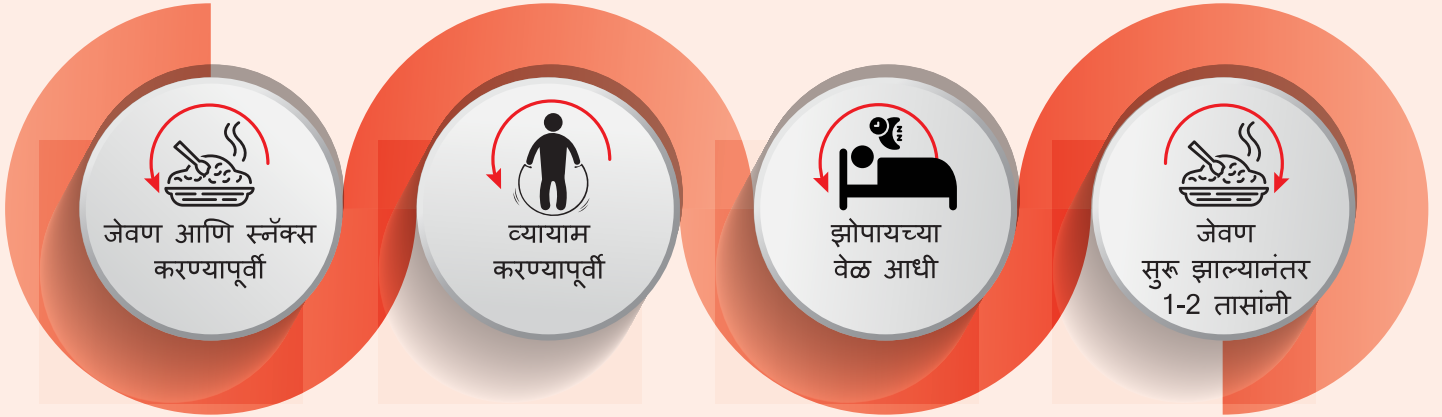 जेवण आणि स्नॅक्स
करण्यापूर्वी
व्यायाम
करण्यापूर्वी
झोपायच्या
वेळ आधी
जेवण
सुरू झाल्यानंतर
1-2 तासांनी